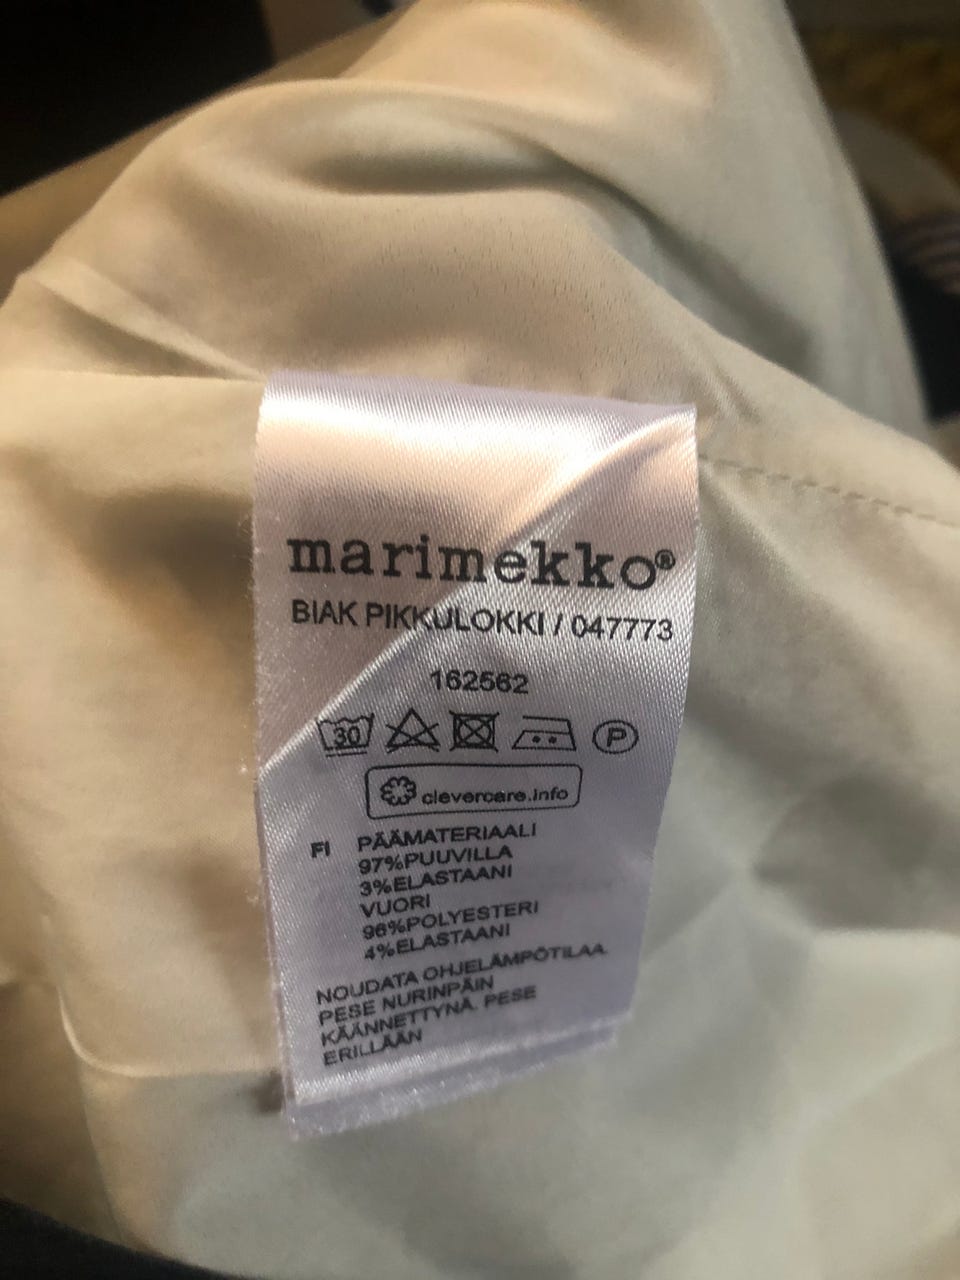 marimekko®
BIAK PIKKULOKKI / 047773
162562
30 P
clevercare.info
FI PÄÄMATERIAALI
97%PUUVILLA
3%ELASTAANI
VUORI
96%POLYESTERI
4%ELASTAANI
NOUDATA OHJELÄMPÖTILAA.
PESE NURINPÄIN
KÄÄNNETTYNÄ. PESE
ERILLÄÄN